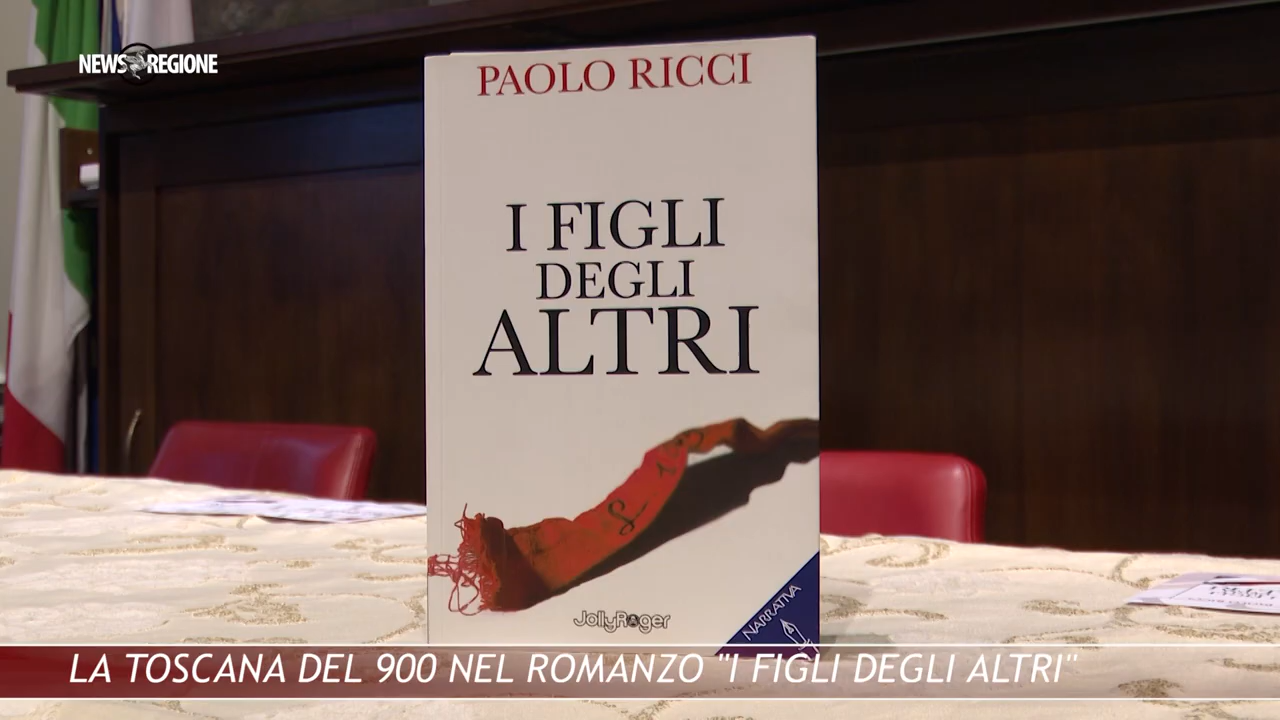 NEWS REGIONE
PAOLO RICCI
I FIGLI
DEGLI
ALTRI
JollyRoger
NARRATIVA
LA TOSCANA DEL 900 NEL ROMANZO "I FIGLI DEGLI ALTRI"